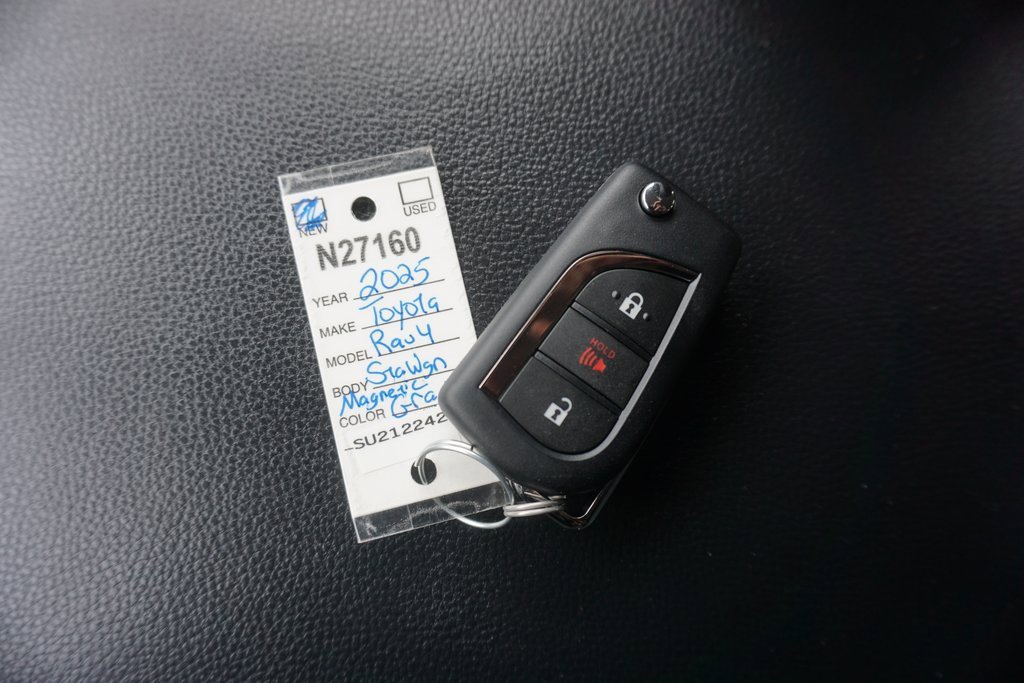 NEW USED
N27160
YEAR 2025
MAKE Toyota
MODEL Rav4
BODY StaWgn
Magnetic
COLOR Gra
SU212242
HOLD